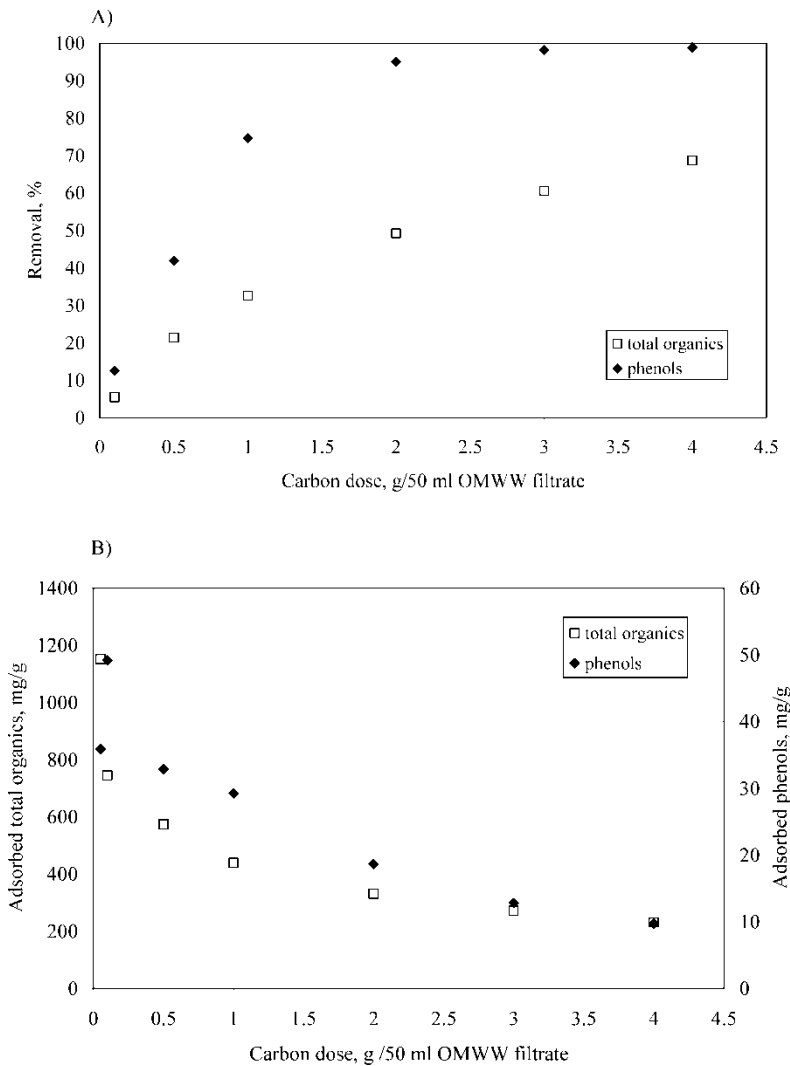 A)
100
90
80
70
60
50
40
30
20
10
0
Removal, %
total organics
phenols
0 0.5 1 1.5 2 2.5 3 3.5 4 4.5
Carbon dose, g/50 ml OMWW filtrate
B)
1400
1200
1000
800
600
400
200
0
Adsorbed total organics, mg/g
total organics
phenols
60
50
40
30
20
10
0
Adsorbed phenols, mg/g
0 0.5 1 1.5 2 2.5 3 3.5 4 4.5
Carbon dose, g /50 ml OMWW filtrate